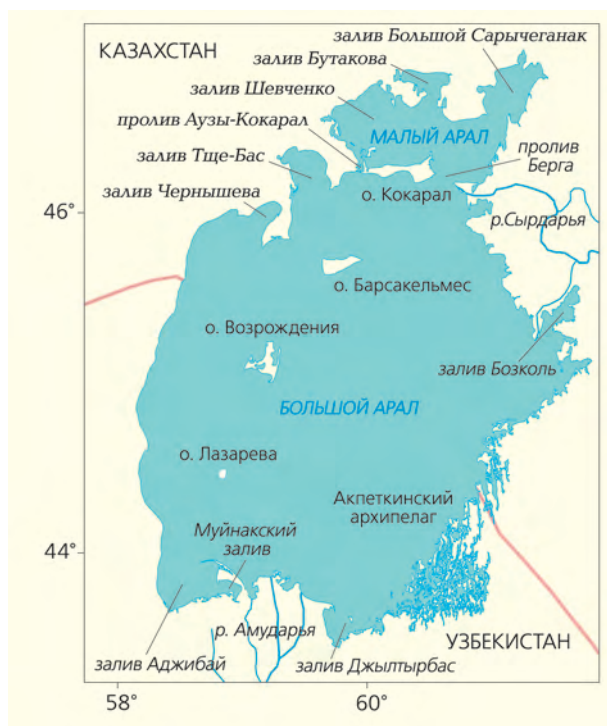 КАЗАХСТАН
залив Большой Сарычеганак
залив Бутакова
залив Шевченко
пролив Аузы-Кокарал
МАЛЫЙ АРАЛ
залив Тще-Бас
пролив
Берга
залив Чернышева
о. Кокарал
46°
р.Сырдарья
о. Барсакельмес
о. Возрождения
залив Бозколь
БОЛЬШОЙ АРАЛ
о. Лазарева
Акпеткинский
архипелаг
Муйнакский
залив
44°
р. Амударья
УЗБЕКИСТАН
залив Аджибай
залив Джылтырбас
58°
60°